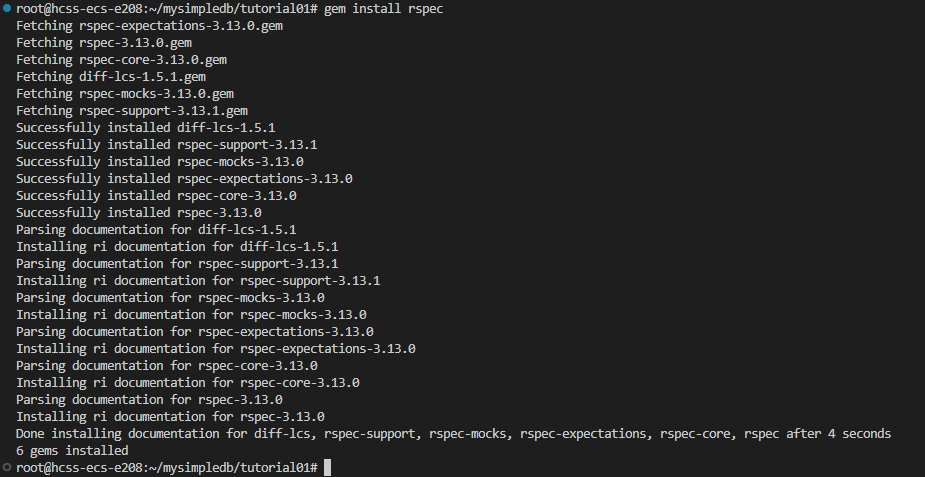 root@hcss-ecs-e208:~/mysimpledb/tutorial01# gem install rspec
Fetching rspec-expectations-3.13.0.gem
Fetching rspec-3.13.0.gem
Fetching rspec-core-3.13.0.gem
Fetching diff-lcs-1.5.1.gem
Fetching rspec-mocks-3.13.0.gem
Fetching rspec-support-3.13.1.gem
Successfully installed diff-lcs-1.5.1
Successfully installed rspec-support-3.13.1
Successfully installed rspec-mocks-3.13.0
Successfully installed rspec-expectations-3.13.0
Successfully installed rspec-core-3.13.0
Successfully installed rspec-3.13.0
Parsing documentation for diff-lcs-1.5.1
Installing ri documentation for diff-lcs-1.5.1
Parsing documentation for rspec-support-3.13.1
Installing ri documentation for rspec-support-3.13.1
Parsing documentation for rspec-mocks-3.13.0
Installing ri documentation for rspec-mocks-3.13.0
Parsing documentation for rspec-expectations-3.13.0
Installing ri documentation for rspec-expectations-3.13.0
Parsing documentation for rspec-core-3.13.0
Installing ri documentation for rspec-core-3.13.0
Parsing documentation for rspec-3.13.0
Installing ri documentation for rspec-3.13.0
Done installing documentation for diff-lcs, rspec-support, rspec-mocks, rspec-expectations, rspec-core, rspec after 4 seconds
6 gems installed
root@hcss-ecs-e208:~/mysimpledb/tutorial01#